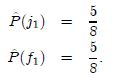 P̂(j₁) = 5/8
P̂(f₁) = 5/8.